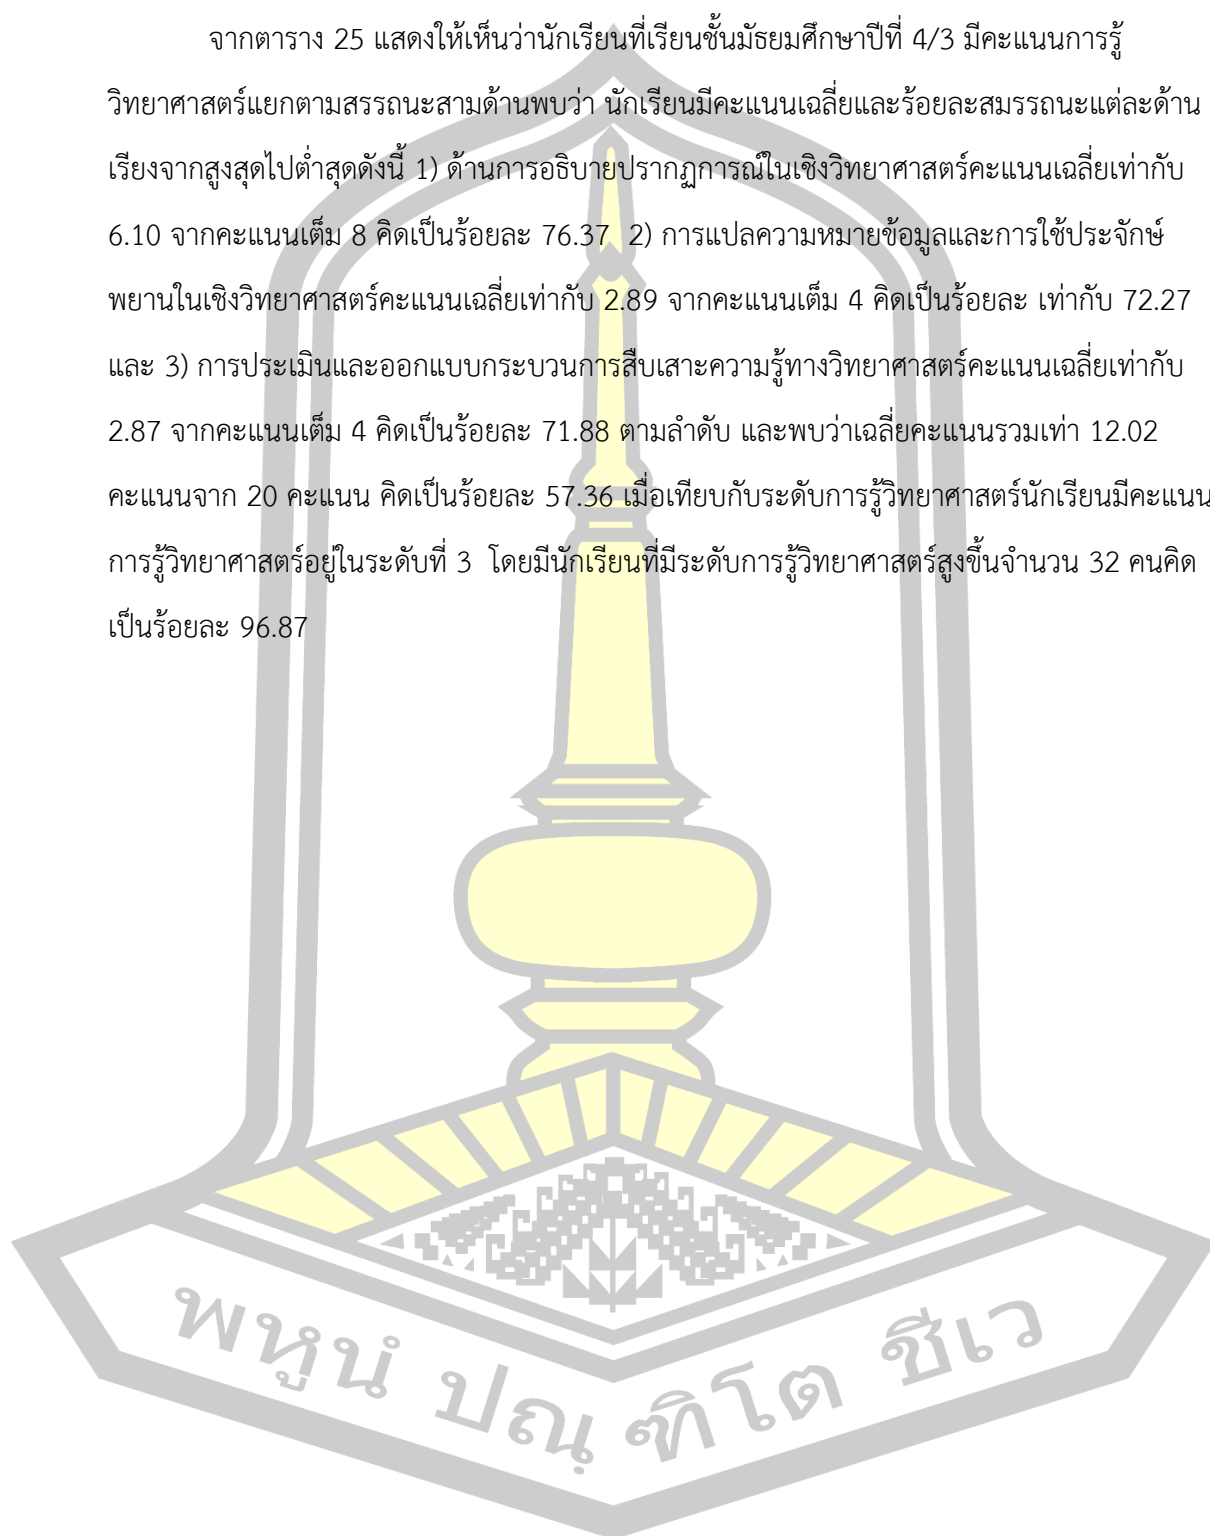 จากตาราง 25 แสดงให้เห็นว่านักเรียนที่เรียนชั้นมัธยมศึกษาปีที่ 4/3 มีคะแนนการรู้
วิทยาศาสตร์แยกตามสรรถนะสามด้านพบว่า นักเรียนมีคะแนนเฉลี่ยและร้อยละสมรรถนะแต่ละด้าน
เรียงจากสูงสุดไปต่ำสุดดังนี้ 1) ด้านการอธิบายปรากฏการณ์ในเชิงวิทยาศาสตร์คะแนนเฉลี่ยเท่ากับ
6.10 จากคะแนนเต็ม 8 คิดเป็นร้อยละ 76.37 2) การแปลความหมายข้อมูลและการใช้ประจักษ์
พยานในเชิงวิทยาศาสตร์คะแนนเฉลี่ยเท่ากับ 2.89 จากคะแนนเต็ม 4 คิดเป็นร้อยละ เท่ากับ 72.27
และ 3) การประเมินและออกแบบกระบวนการสืบเสาะความรู้ทางวิทยาศาสตร์คะแนนเฉลี่ยเท่ากับ
2.87 จากคะแนนเต็ม 4 คิดเป็นร้อยละ 71.88 ตามลำดับ และพบว่าเฉลี่ยคะแนนรวมเท่า 12.02
คะแนนจาก 20 คะแนน คิดเป็นร้อยละ 57.36 เมื่อเทียบกับระดับการรู้วิทยาศาสตร์นักเรียนมีคะแนน
การรู้วิทยาศาสตร์อยู่ในระดับที่ 3 โดยมีนักเรียนที่มีระดับการรู้วิทยาศาสตร์สูงขึ้นจำนวน 32 คนคิด
เป็นร้อยละ 96.87
พหูนํ ปณฺฑิโต ชีเว